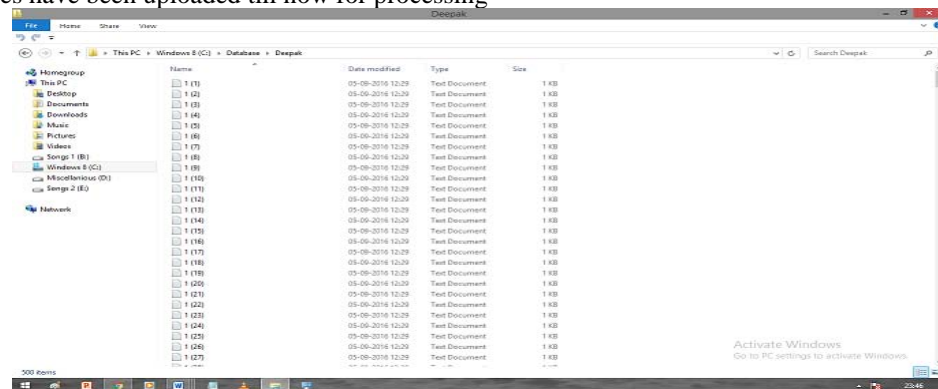 es have been uploaded till now for processing
Deepak
File Home Share View
This PC Windows 8 (C:) Database Deepak Search Deepak
Name Date modified Type Size
Homegroup
This PC
Desktop
Documents
Downloads
Music
Pictures
Videos
Songs 1 (B:)
Windows 8 (C:)
Miscellanious (D:)
Songs 2 (E:)
Network
1 (1) 05-09-2016 12:29 Text Document 1 KB
1 (2) 05-09-2016 12:29 Text Document 1 KB
1 (3) 05-09-2016 12:29 Text Document 1 KB
1 (4) 05-09-2016 12:29 Text Document 1 KB
1 (5) 05-09-2016 12:29 Text Document 1 KB
1 (6) 05-09-2016 12:29 Text Document 1 KB
1 (7) 05-09-2016 12:29 Text Document 1 KB
1 (8) 05-09-2016 12:29 Text Document 1 KB
1 (9) 05-09-2016 12:29 Text Document 1 KB
1 (10) 05-09-2016 12:29 Text Document 1 KB
1 (11) 05-09-2016 12:29 Text Document 1 KB
1 (12) 05-09-2016 12:29 Text Document 1 KB
1 (13) 05-09-2016 12:29 Text Document 1 KB
1 (14) 05-09-2016 12:29 Text Document 1 KB
1 (15) 05-09-2016 12:29 Text Document 1 KB
1 (16) 05-09-2016 12:29 Text Document 1 KB
1 (17) 05-09-2016 12:29 Text Document 1 KB
1 (18) 05-09-2016 12:29 Text Document 1 KB
1 (19) 05-09-2016 12:29 Text Document 1 KB
1 (20) 05-09-2016 12:29 Text Document 1 KB
1 (21) 05-09-2016 12:29 Text Document 1 KB
1 (22) 05-09-2016 12:29 Text Document 1 KB
1 (23) 05-09-2016 12:29 Text Document 1 KB
1 (24) 05-09-2016 12:29 Text Document 1 KB
1 (25) 05-09-2016 12:29 Text Document 1 KB
1 (26) 05-09-2016 12:29 Text Document 1 KB
1 (27) 05-09-2016 12:29 Text Document 1 KB
Activate Windows
Go to PC settings to activate Windows.
500 items
23:46